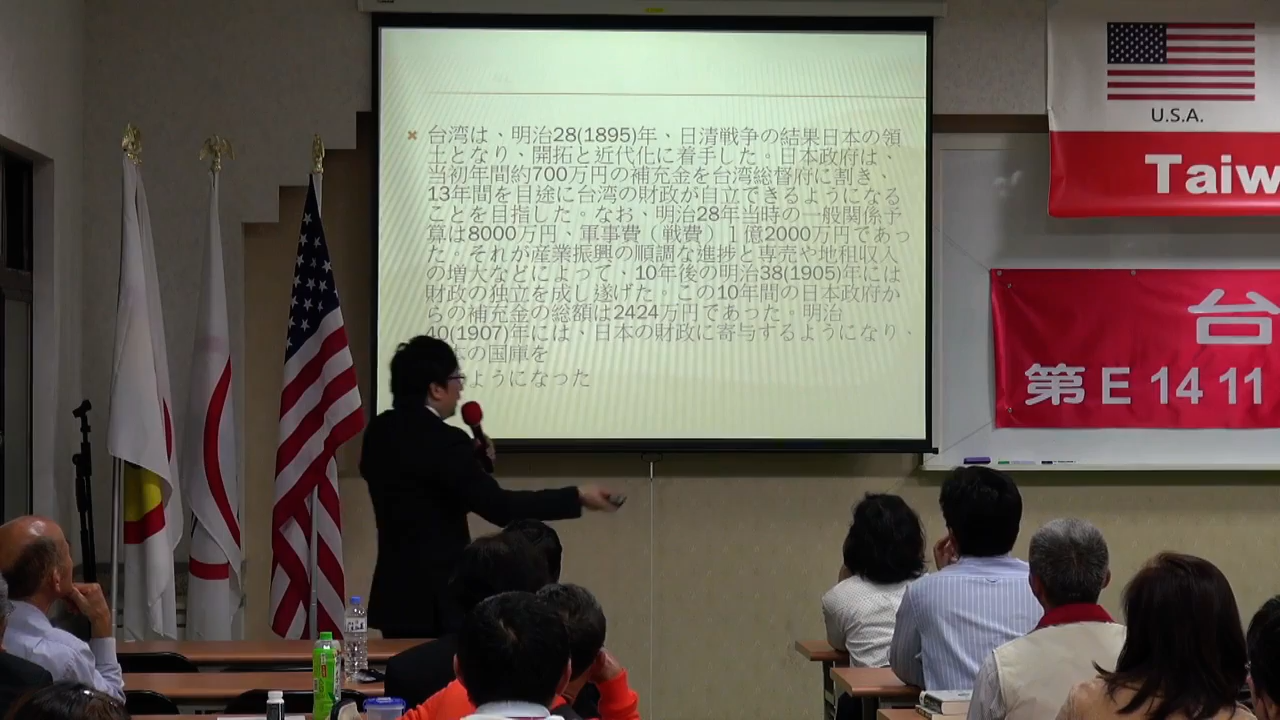 台湾は、明治28(1895)年、日清戦争の結果日本の領
土となり、開拓と近代化に着手した。日本政府は、
当初年間約700万円の補充金を台湾総督府に割き、
13年間を目途に台湾の財政が自立できるようになる
ことを目指した。なお、明治28年当時の一般関係予
算は8000万円、軍事費（戦費）1億2000万円であっ
た。それが産業振興の順調な進捗と専売や地租収入
の増大などによって、10年後の明治38(1905)年には
財政の独立を成し遂げた。この10年間の日本政府か
らの補充金の総額は2424万円であった。明治
40(1907)年には、日本の財政に寄与するようになり、
の国庫を
ようになった
U.S.A.
Taiw
台
第 E 14 11